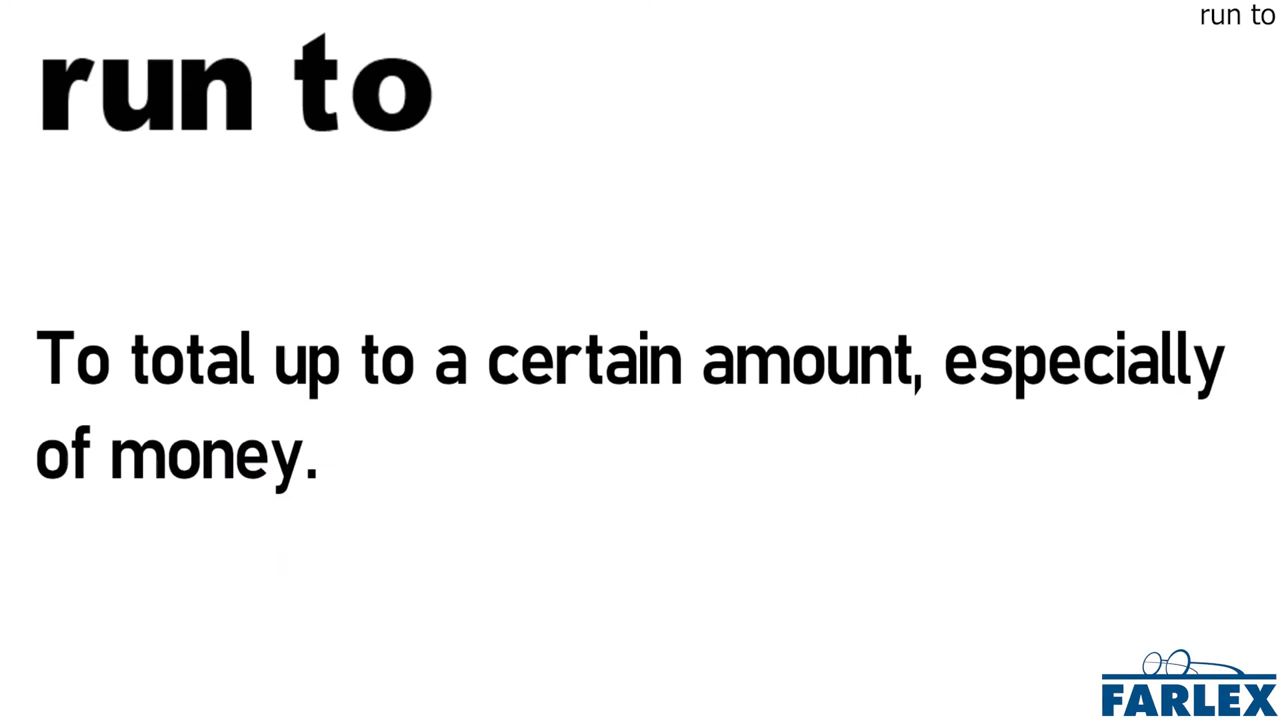 run to
run to
To total up to a certain amount, especially
of money.
FARLEX